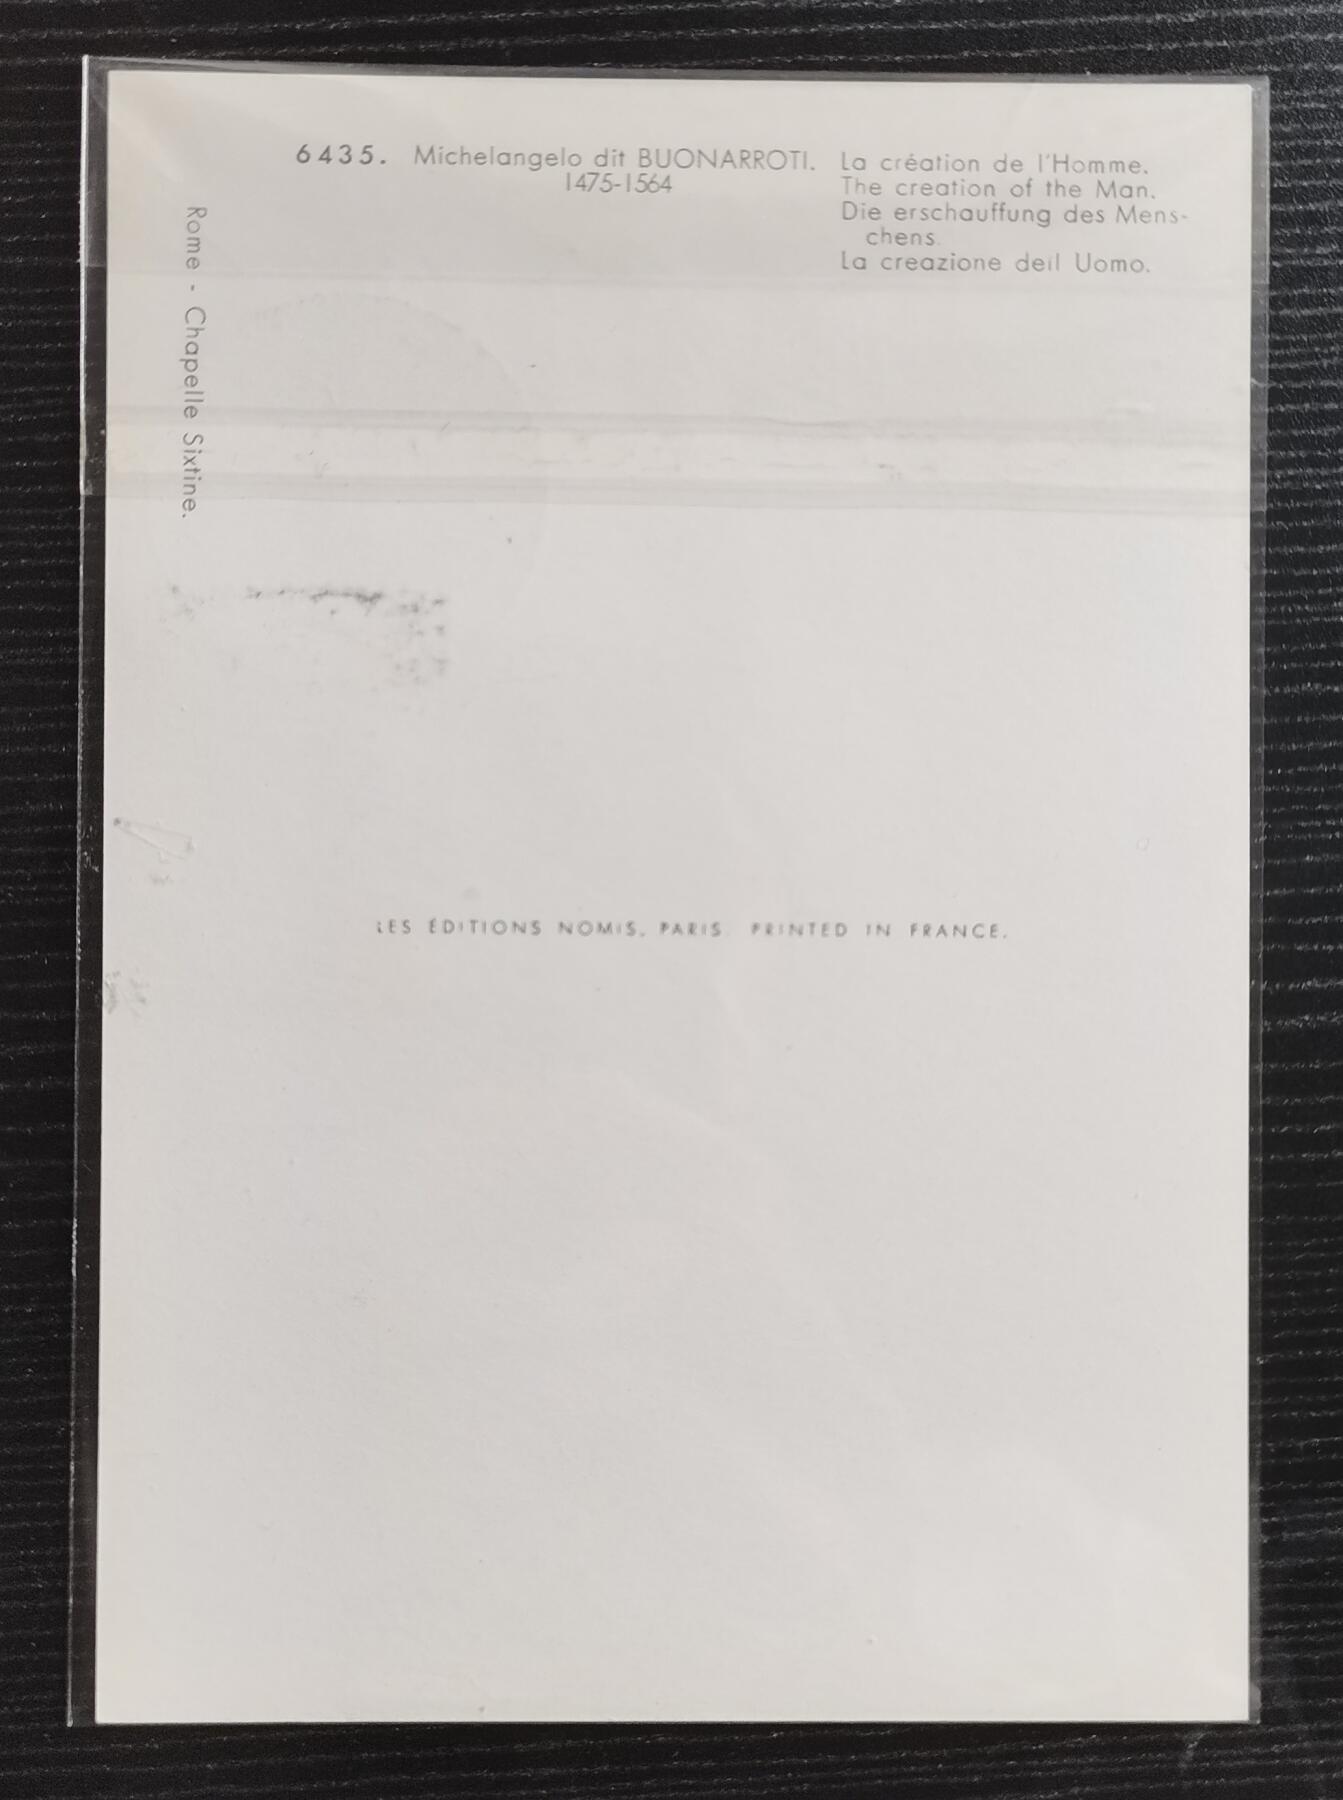 6435. Michelangelo dit BUONARROTI.
1475-1564
La création de l'Homme.
The creation of the Man.
Die erschauffung des Mens-
chens.
La creazione deil Uomo.
Rome - Chapelle Sixtine.
LES ÉDITIONS NOMIS, PARIS. PRINTED IN FRANCE.